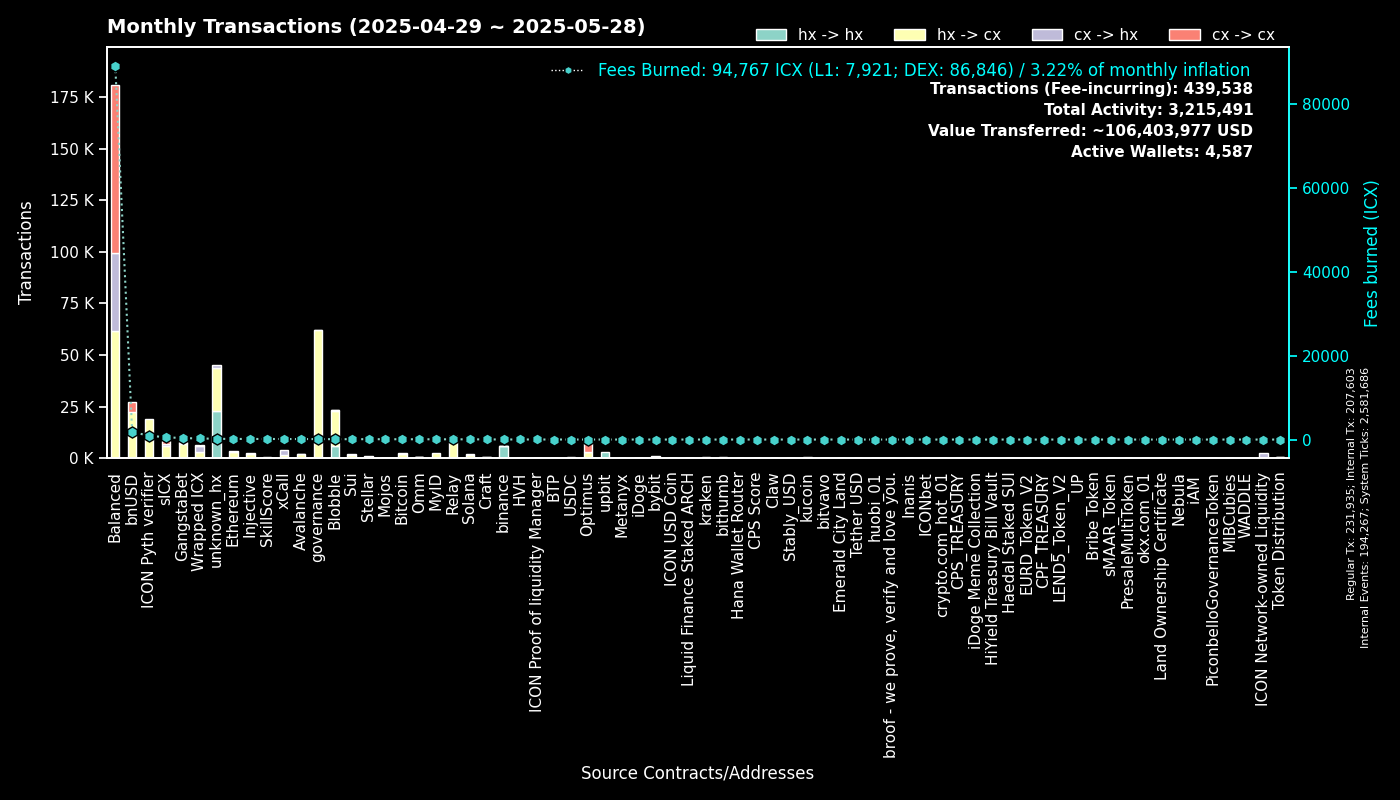 Monthly Transactions (2025-04-29 ~ 2025-05-28)
hx -> hx
hx -> cx
cx -> hx
cx -> cx
Fees Burned: 94,767 ICX (L1: 7,921; DEX: 86,846) / 3.22% of monthly inflation
Transactions (Fee-incurring): 439,538
Total Activity: 3,215,491
Value Transferred: ~106,403,977 USD
Active Wallets: 4,587
Transactions
175 K
150 K
125 K
100 K
75 K
50 K
25 K
0 K
80000
60000
40000
20000
0
Fees burned (ICX)
Regular Tx: 231,935; Internal Tx: 207,603
Internal Events: 194,267; System Ticks: 2,581,686
Balanced
bnUSD
ICON Pyth verifier
sICX
GangstaBet
Wrapped ICX
unknown_hx
Ethereum
Injective
SkillScore
xCall
Avalanche
governance
Blobble
Sui
Stellar
Mojos
Bitcoin
Omm
MyID
Relay
Solana
Craft
binance
HVH
ICON Proof of liquidity Manager
BTP
USDC
Optimus
upbit
Metanyx
iDoge
bybit
ICON USD Coin
Liquid Finance Staked ARCH
kraken
bithumb
Hana Wallet Router
CPS Score
Claw
Stably_USD
kucoin
bitvavo
Emerald City Land
Tether USD
huobi_01
broof - we prove, verify and love you.
Inanis
ICONbet
crypto.com_hot_01
CPS_TREASURY
iDoge Meme Collection
HiYield Treasury Bill Vault
Haedal Staked SUI
EURD_Token_V2
CPF_TREASURY
LEND5_Token_V2
_UP
Bribe Token
sMAAR_Token
PresaleMultiToken
okx.com_01
Land Ownership Certificate
Nebula
iAM
PiconbelloGovernanceToken
MIBCubies
WADDLE
ICON Network-owned Liquidity
Token Distribution
Source Contracts/Addresses